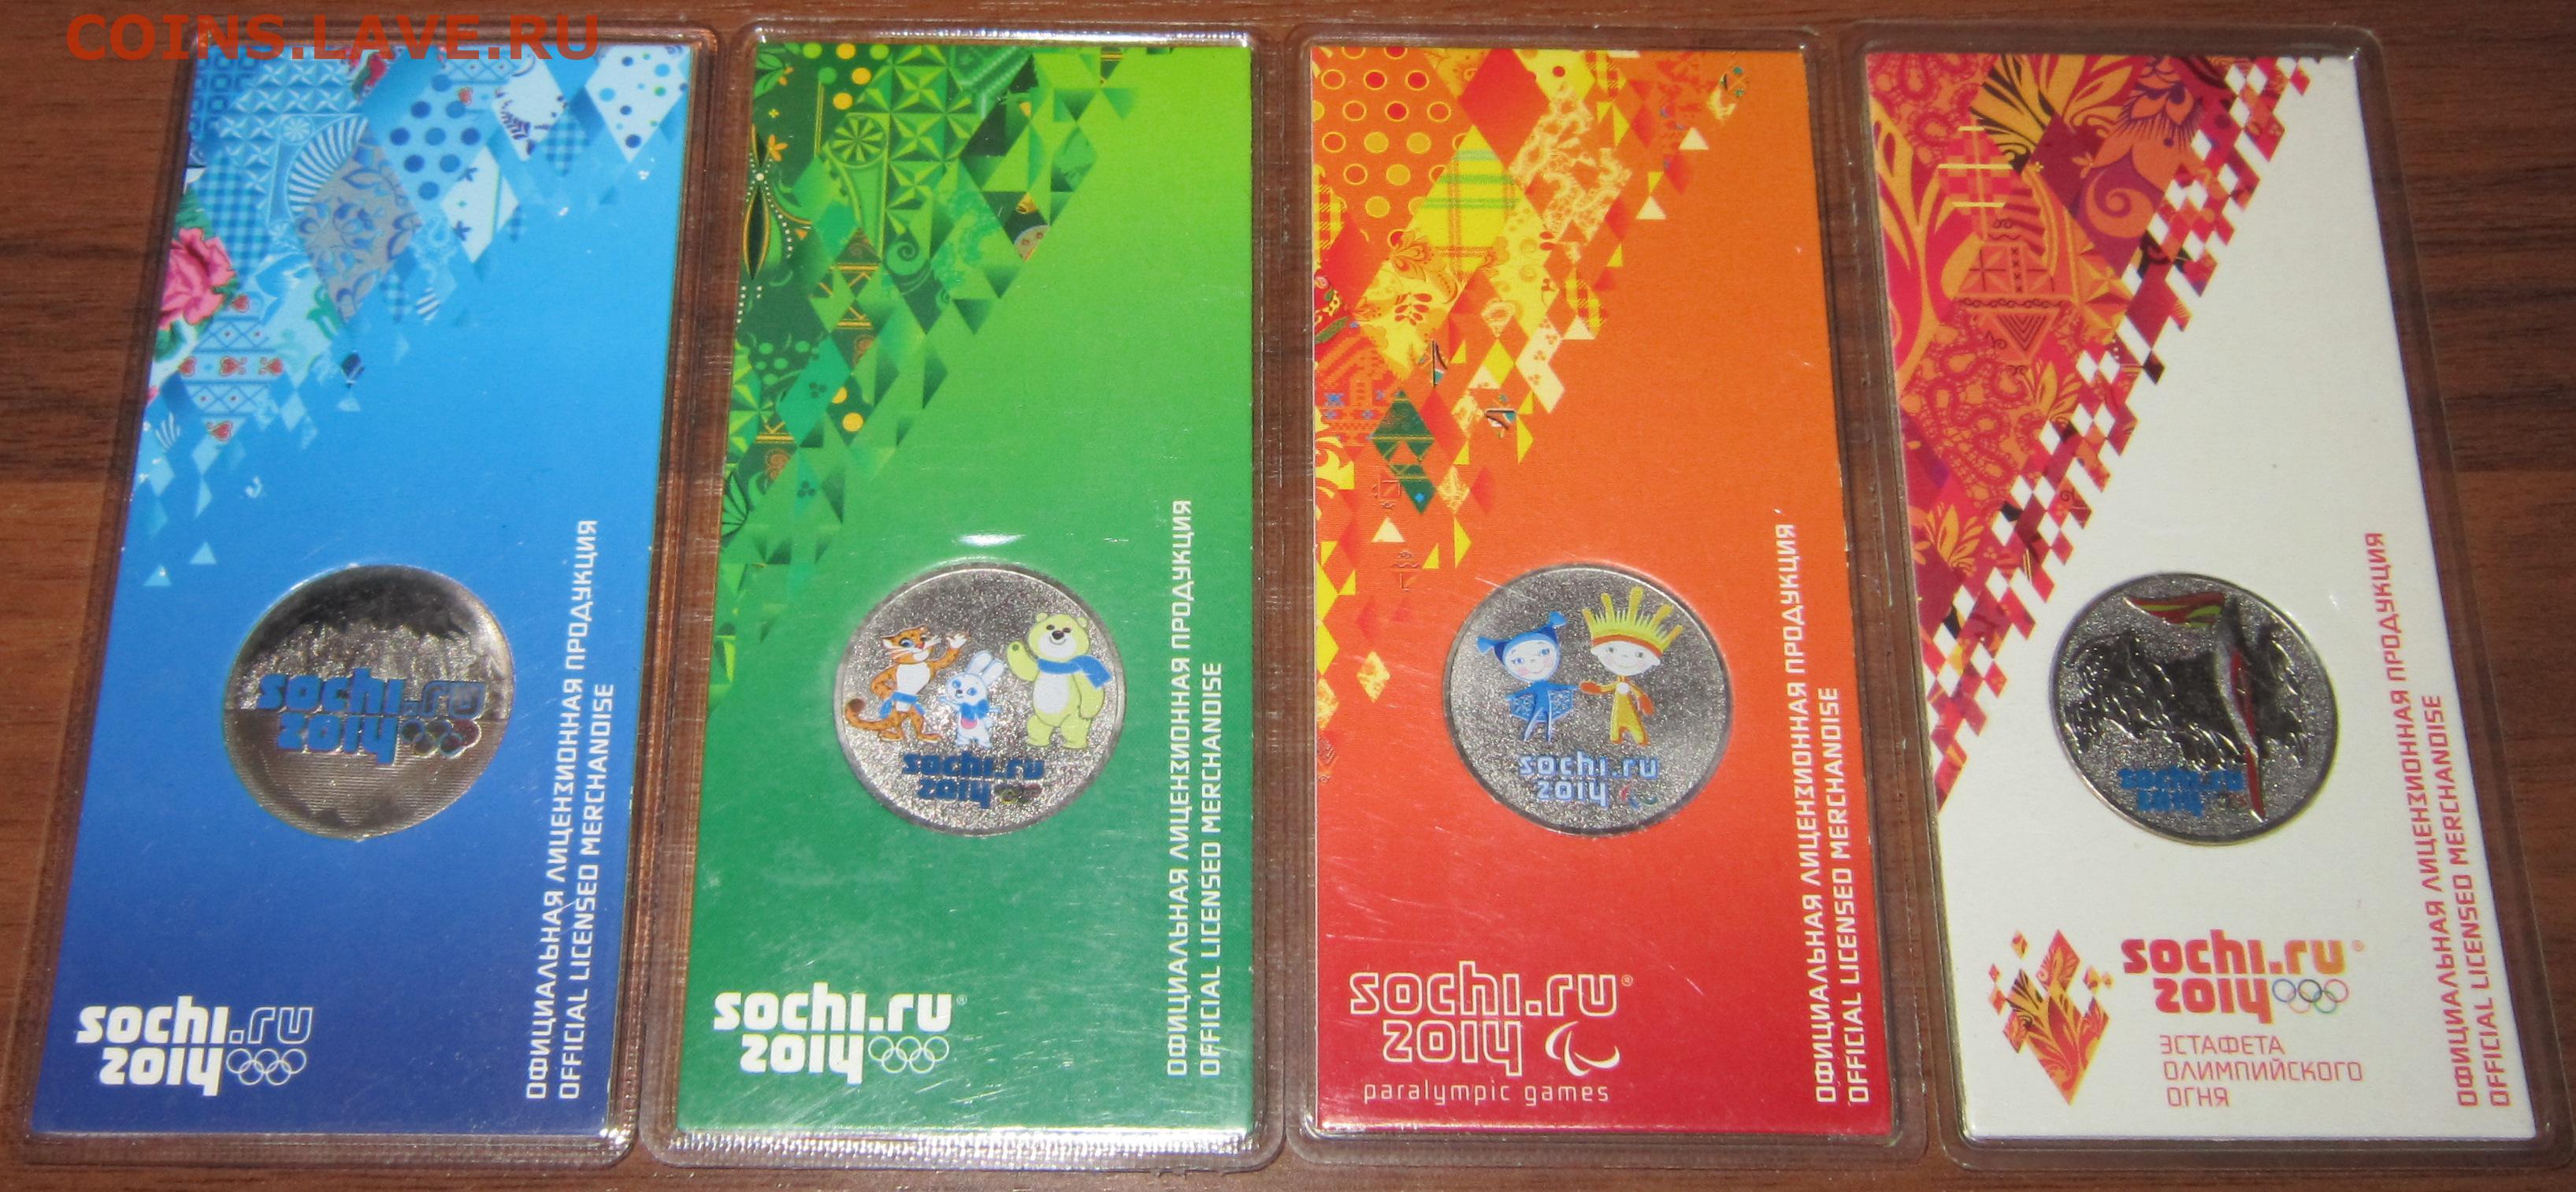 COINS.LAVE.RU
sochi.ru
2014
ОФИЦИАЛЬНАЯ ЛИЦЕНЗИОННАЯ ПРОДУКЦИЯ
OFFICIAL LICENSED MERCHANDISE
sochi.ru
2014
sochi.ru
2014
ОФИЦИАЛЬНАЯ ЛИЦЕНЗИОННАЯ ПРОДУКЦИЯ
OFFICIAL LICENSED MERCHANDISE
sochi.ru®
2014
sochi.ru
2014
ОФИЦИАЛЬНАЯ ЛИЦЕНЗИОННАЯ ПРОДУКЦИЯ
OFFICIAL LICENSED MERCHANDISE
sochi.ru®
2014
paralympic games
sochi.ru
2014
ОФИЦИАЛЬНАЯ ЛИЦЕНЗИОННАЯ ПРОДУКЦИЯ
OFFICIAL LICENSED MERCHANDISE
sochi.ru®
2014
ЭСТАФЕТА
ОЛИМПИЙСКОГО
ОГНЯ